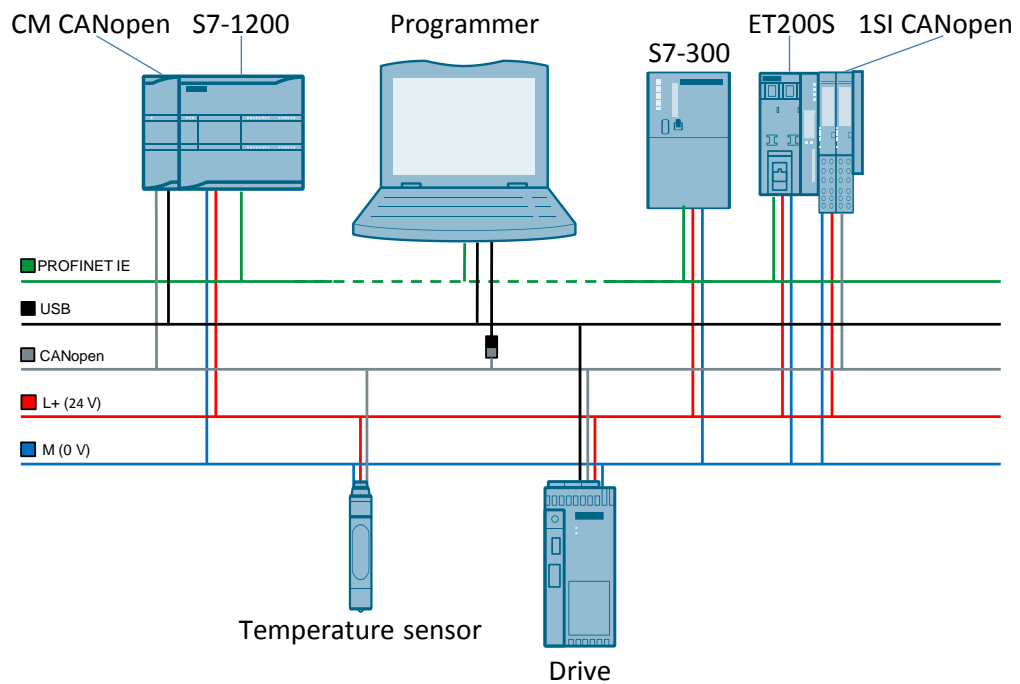 CM CANopen
S7-1200
Programmer
S7-300
ET200S
1SI CANopen
PROFINET IE
USB
CANopen
L+ (24 V)
M (0 V)
Temperature sensor
Drive